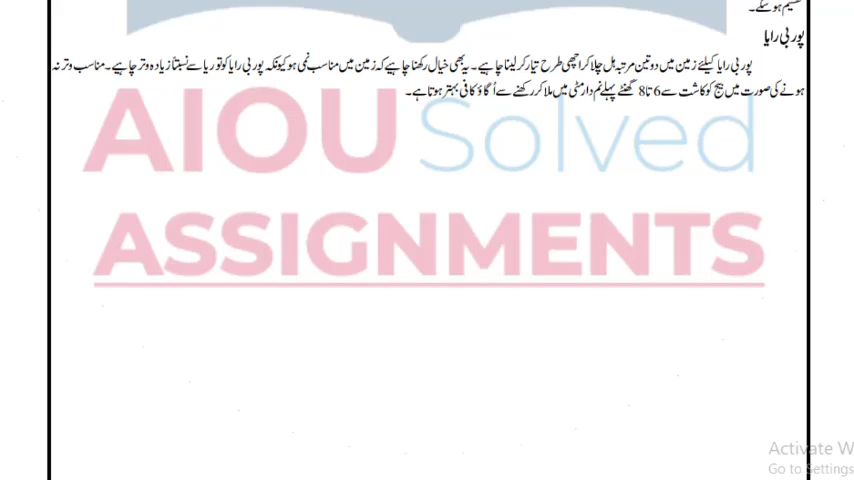 تقسیم ہو سکے۔
پوربی رایا
پوربی رایا کیلئے زمین میں دو تین مرتبہ ہل چلا کر اچھی طرح تیار کر لینا چاہیے۔ یہ بھی خیال رکھنا چاہیے کہ زمین میں مناسب نمی ہو کیونکہ پوربی رایا کو توریا سے نسبتاً زیادہ وتر چاہیے۔ مناسب وتر نہ
ہونے کی صورت میں بیج کو کاشت سے 6 تا 8 گھنٹے پہلے نم دار مٹی میں ملا کر رکھنے سے اُگاؤ کافی بہتر ہوتا ہے۔
AIOU Solved
ASSIGNMENTS
Activate W
Go to Settings